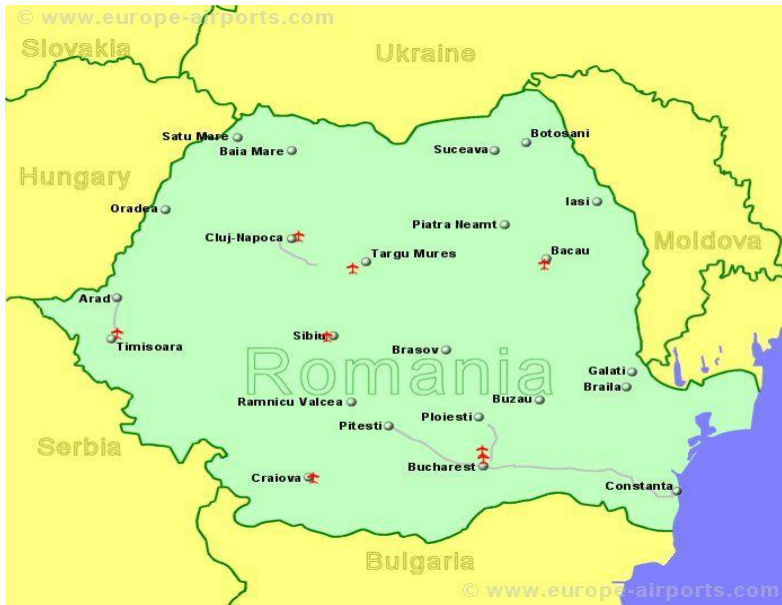 © www.europe-airports.com
Slovakia
Ukraine
Satu Mare
Baia Mare
Suceava
Botosani
Hungary
Oradea
Iasi
Cluj-Napoca
Piatra Neamt
Moldova
Targu Mures
Bacau
Arad
Timisoara
Sibiu
Brasov
Romania
Galati
Braila
Ramnicu Valcea
Buzau
Pitesti
Ploiesti
Serbia
Bucharest
Craiova
Constanta
Bulgaria
© www.europe-airports.com